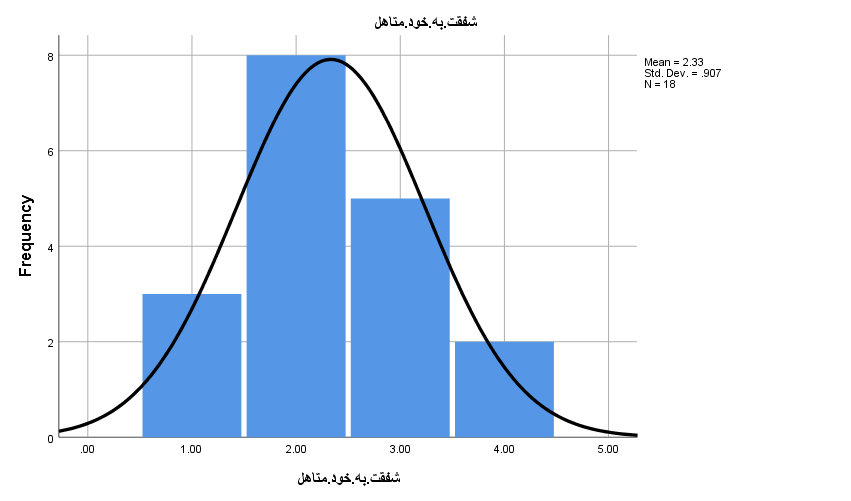 شفقت.به.خود.متاهل
Mean = 2.33
Std. Dev. = .907
N = 18
Frequency
8
6
4
2
0
.00 1.00 2.00 3.00 4.00 5.00
شفقت.به.خود.متاهل